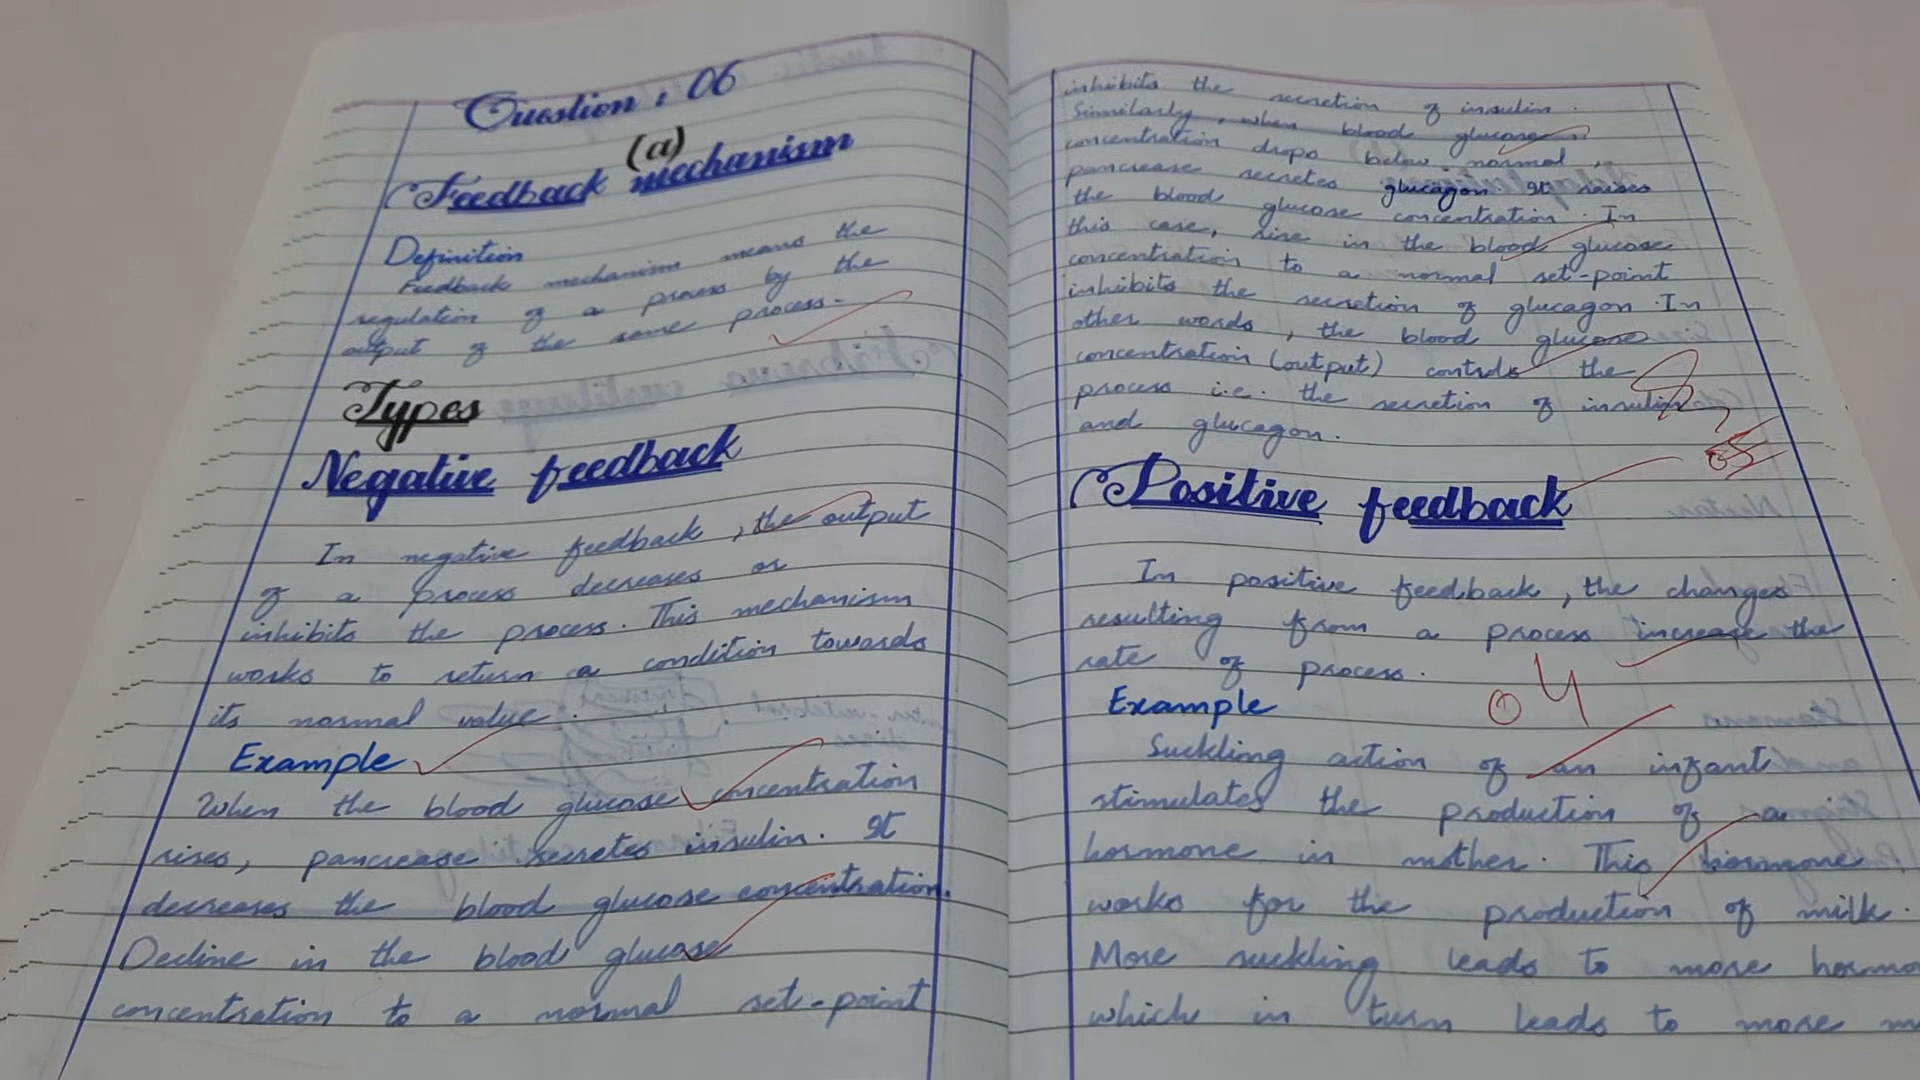 Question : 06
(a)
Feedback mechanism
Definition
Feedback mechanism means the
regulation of a process by the
output of the same process.
Types
Negative feedback
In negative feedback, the output
of a process decreases or
inhibits the process. This mechanism
works to return a condition towards
its normal value.
Example
When the blood glucose concentration
rises, pancrease secretes insulin. It
decreases the blood glucose concentration.
Decline in the blood glucose
concentration to a normal set-point
inhibits the secretion of insulin.
Similarly, when blood glucose
concentration drops below normal,
pancrease secretes glucagon. It raises
the blood glucose concentration. In
this case, rise in the blood glucose
concentration to a normal set-point
inhibits the secretion of glucagon. In
other words, the blood glucose
concentration (output) controls the
process i.e. the secretion of insulin
and glucagon.
Positive feedback
In positive feedback, the changes
resulting from a process increase the
rate of process.
04
Example
Suckling action of an infant
stimulates the production of a
hormone in mother. This hormone
works for the production of milk.
More suckling leads to more hormo
which in turn leads to more m